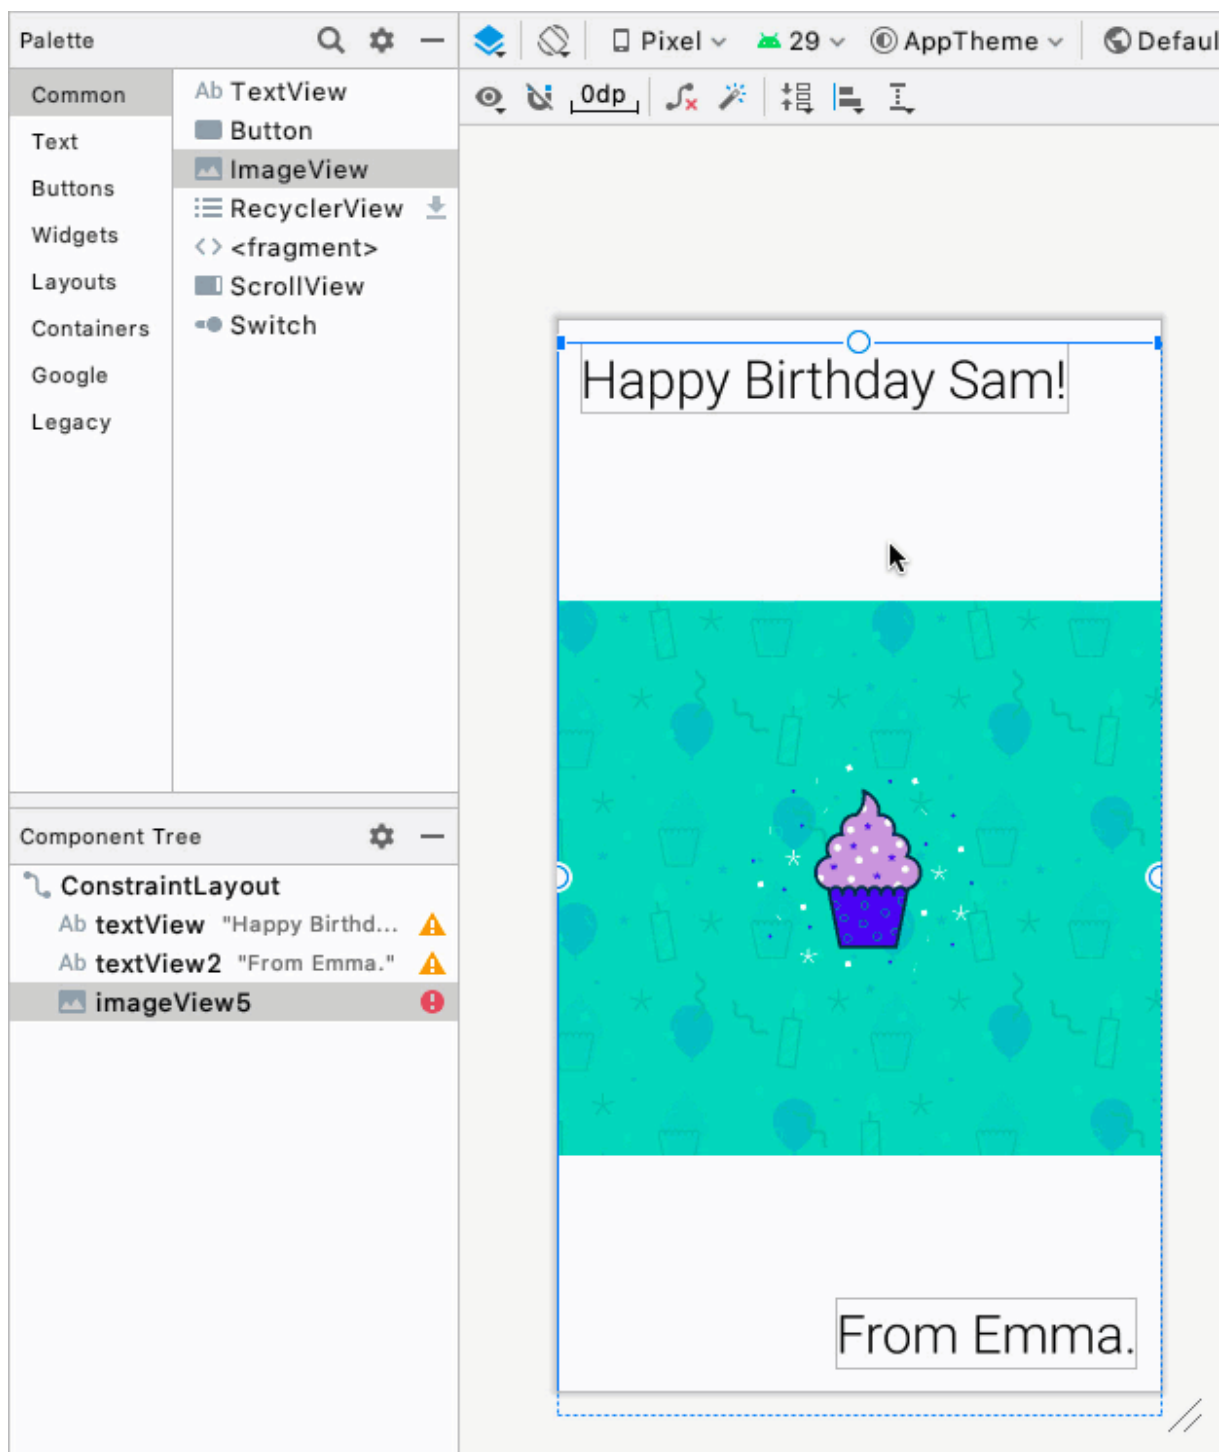 Palette
Pixel
29
AppTheme
Defaul
0dp
Common
Text
Buttons
Widgets
Layouts
Containers
Google
Legacy
Ab TextView
Button
ImageView
RecyclerView
<fragment>
ScrollView
Switch
Component Tree
ConstraintLayout
Ab textView "Happy Birthd...
Ab textView2 "From Emma."
imageView5
Happy Birthday Sam!
From Emma.